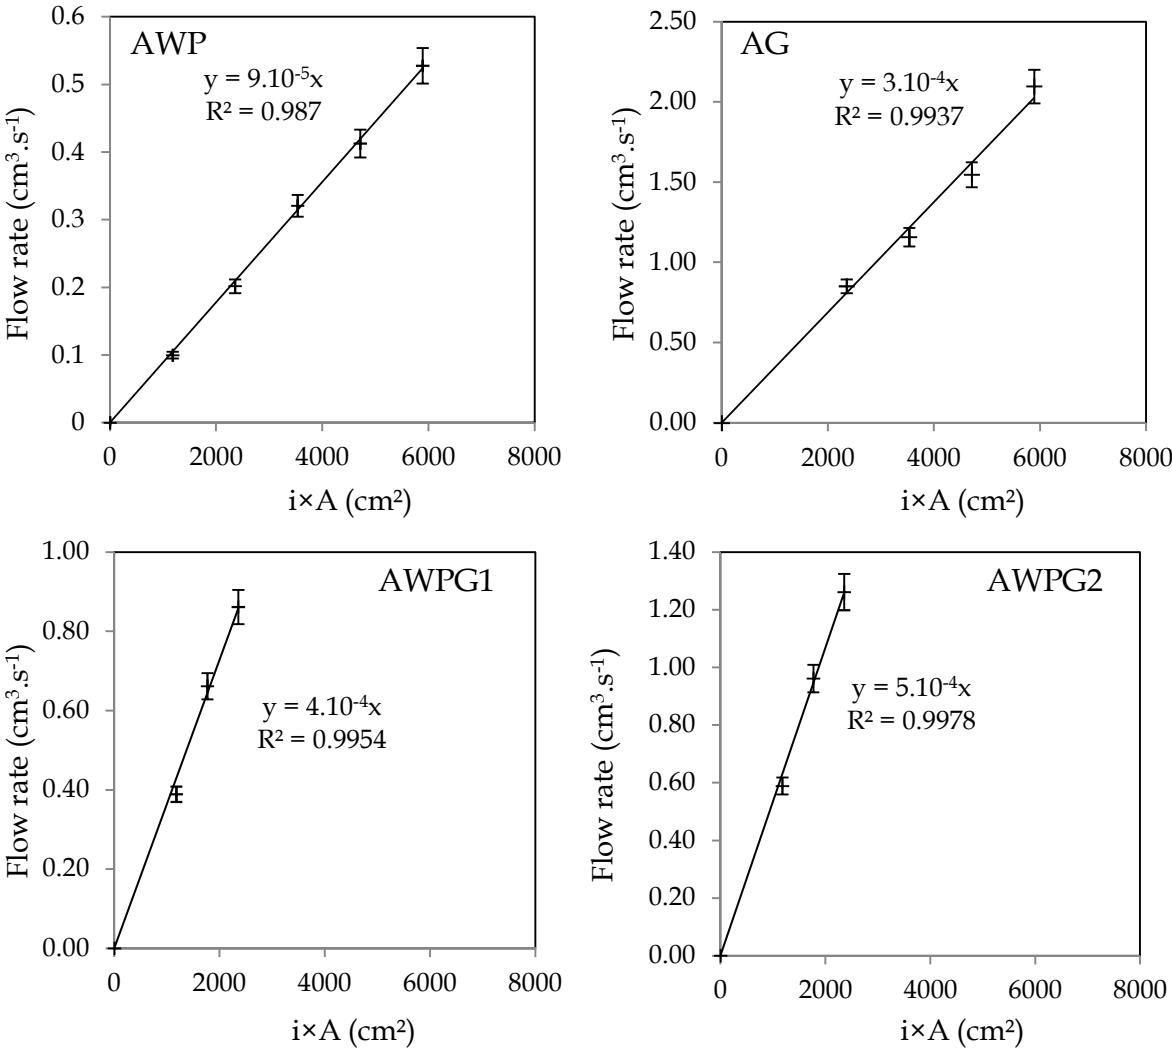 AWP
y = 9.10⁻⁵x
R² = 0.987
Flow rate (cm³.s⁻¹)
0.6
0.5
0.4
0.3
0.2
0.1
0
0 2000 4000 6000 8000
i×A (cm²)
AG
y = 3.10⁻⁴x
R² = 0.9937
Flow rate (cm³.s⁻¹)
2.50
2.00
1.50
1.00
0.50
0.00
0 2000 4000 6000 8000
i×A (cm²)
AWPG1
y = 4.10⁻⁴x
R² = 0.9954
Flow rate (cm³.s⁻¹)
1.00
0.80
0.60
0.40
0.20
0.00
0 2000 4000 6000 8000
i×A (cm²)
AWPG2
y = 5.10⁻⁴x
R² = 0.9978
Flow rate (cm³.s⁻¹)
1.40
1.20
1.00
0.80
0.60
0.40
0.20
0.00
0 2000 4000 6000 8000
i×A (cm²)